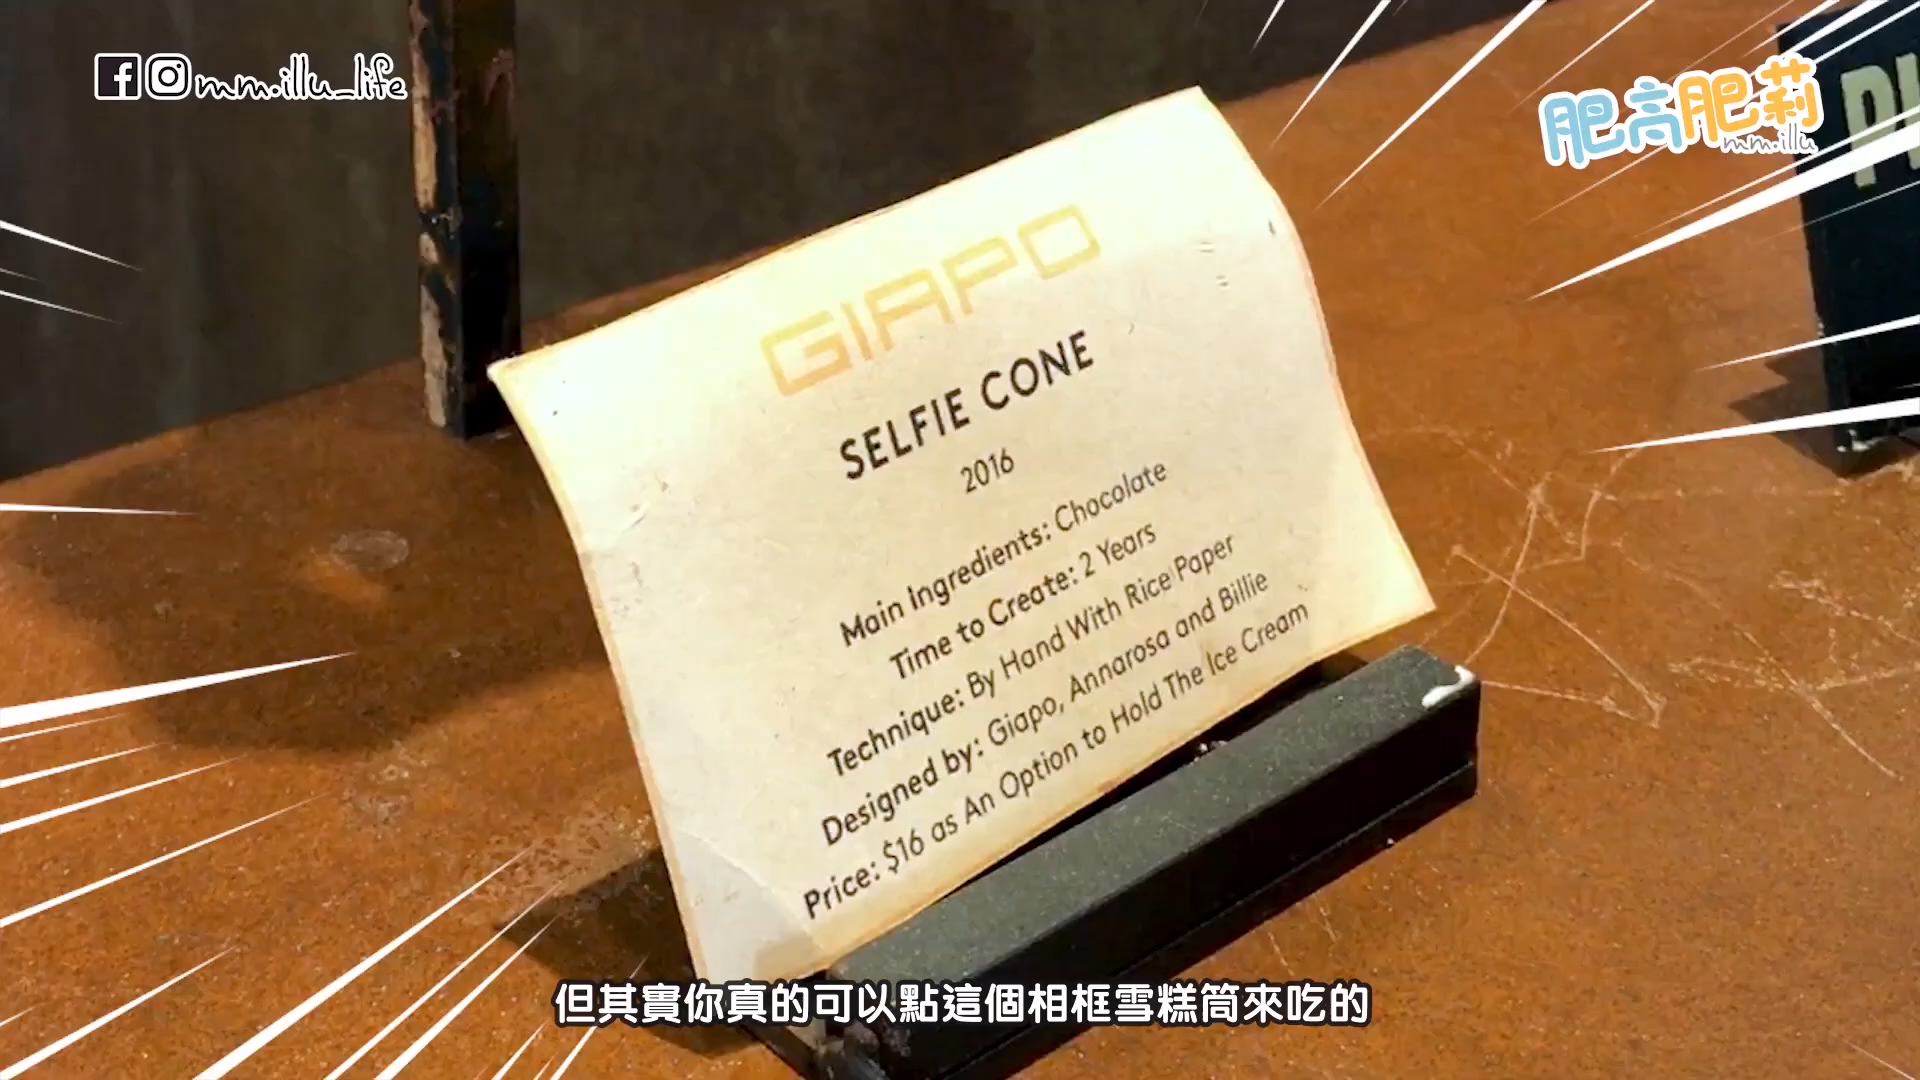 mm.illu_life
肥高肥莉
mm.illu
GIAPO
SELFIE CONE
2016
Main Ingredients: Chocolate
Time to Create: 2 Years
Technique: By Hand With Rice Paper
Designed by: Giapo, Annarosa and Billie
Price: $16 as An Option to Hold The Ice Cream
但其實你真的可以點這個相框雪糕筒來吃的